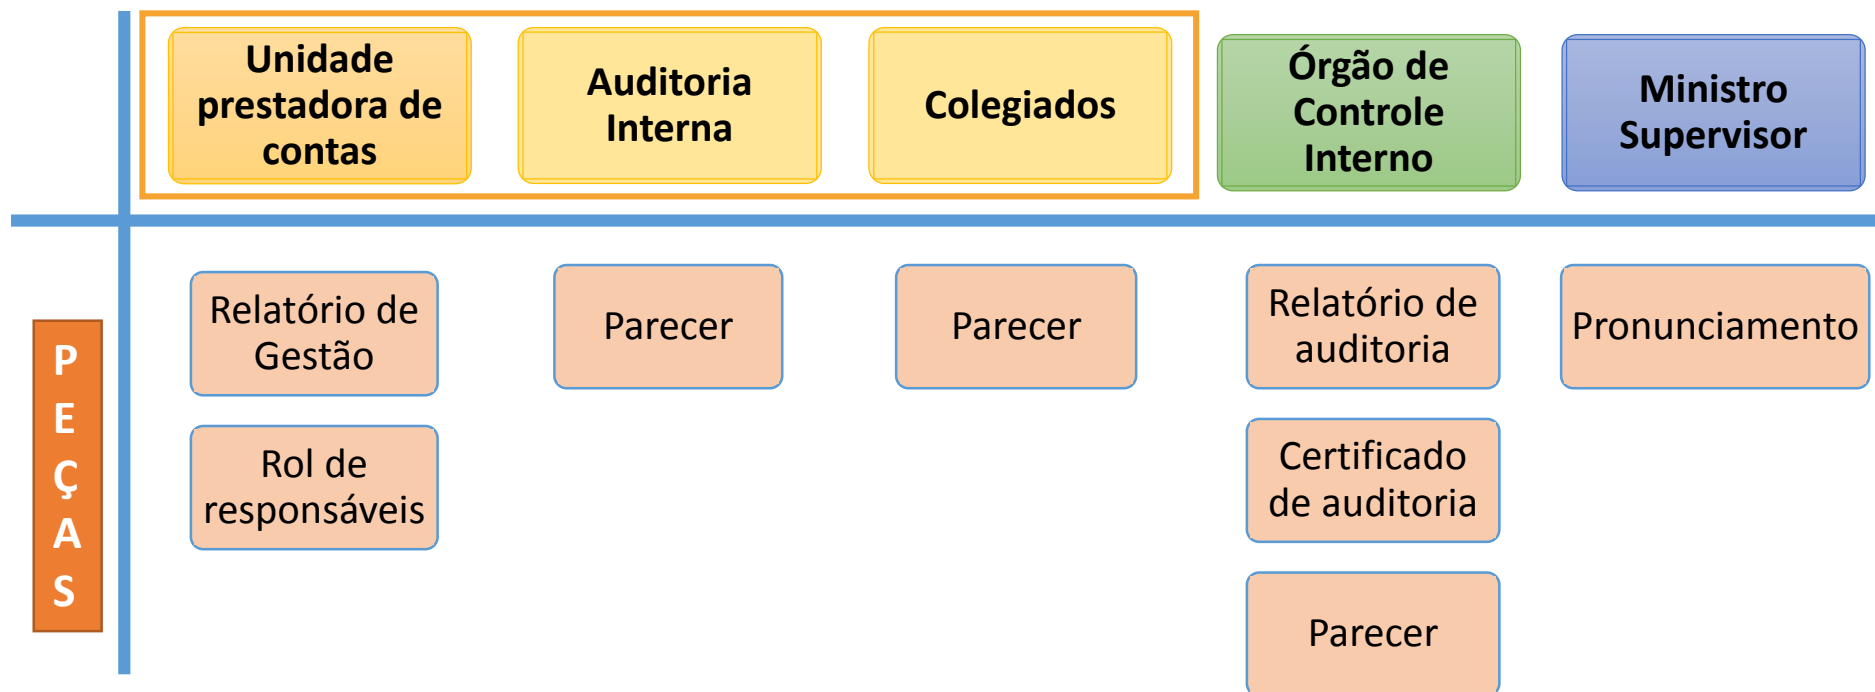 Unidade
prestadora de
contas
Auditoria
Interna
Colegiados
Órgão de
Controle
Interno
Ministro
Supervisor
P
E
Ç
A
S
Relatório de
Gestão
Rol de
responsáveis
Parecer
Parecer
Relatório de
auditoria
Certificado
de auditoria
Parecer
Pronunciamento